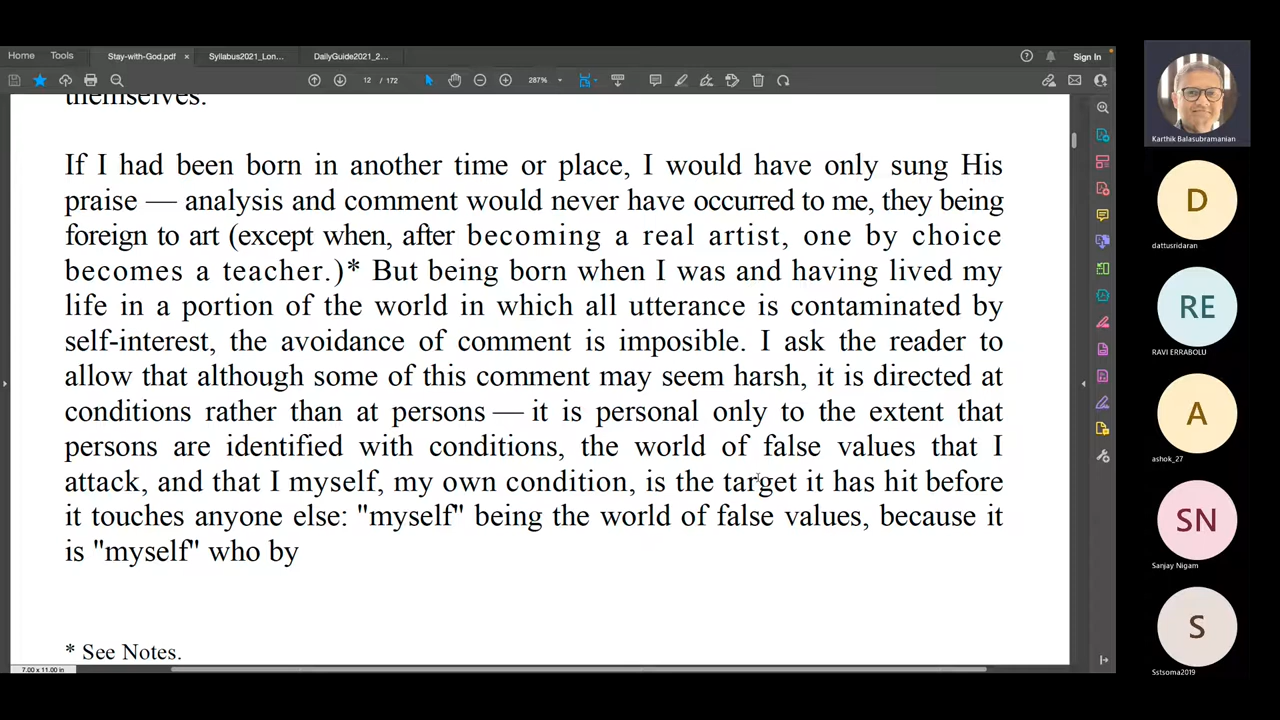 Home Tools Stay-with-God.pdf × Syllabus2021_Lon... DailyGuide2021_2... Sign In
12 / 172 287%
themselves.
If I had been born in another time or place, I would have only sung His
praise — analysis and comment would never have occurred to me, they being
foreign to art (except when, after becoming a real artist, one by choice
becomes a teacher.)* But being born when I was and having lived my
life in a portion of the world in which all utterance is contaminated by
self-interest, the avoidance of comment is imposible. I ask the reader to
allow that although some of this comment may seem harsh, it is directed at
conditions rather than at persons — it is personal only to the extent that
persons are identified with conditions, the world of false values that I
attack, and that I myself, my own condition, is the target it has hit before
it touches anyone else: "myself" being the world of false values, because it
is "myself" who by
* See Notes.
7.00 x 11.00 in
Karthik Balasubramanian
D
dattusridaran
RE
RAVI ERRABOLU
A
ashok_27
SN
Sanjay Nigam
S
Sstsoma2019